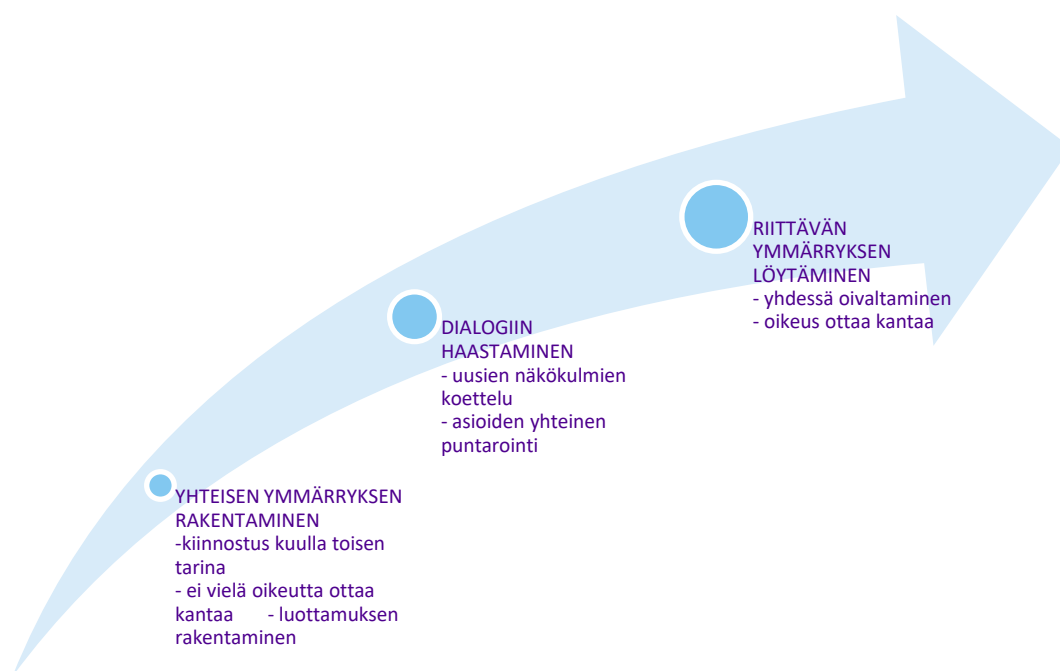 YHTEISEN YMMÄRRYKSEN
RAKENTAMINEN
-kiinnostus kuulla toisen
tarina
- ei vielä oikeutta ottaa
kantaa - luottamuksen
rakentaminen
DIALOGIIN
HAASTAMINEN
- uusien näkökulmien
koettelu
- asioiden yhteinen
puntarointi
RIITTÄVÄN
YMMÄRRYKSEN
LÖYTÄMINEN
- yhdessä oivaltaminen
- oikeus ottaa kantaa